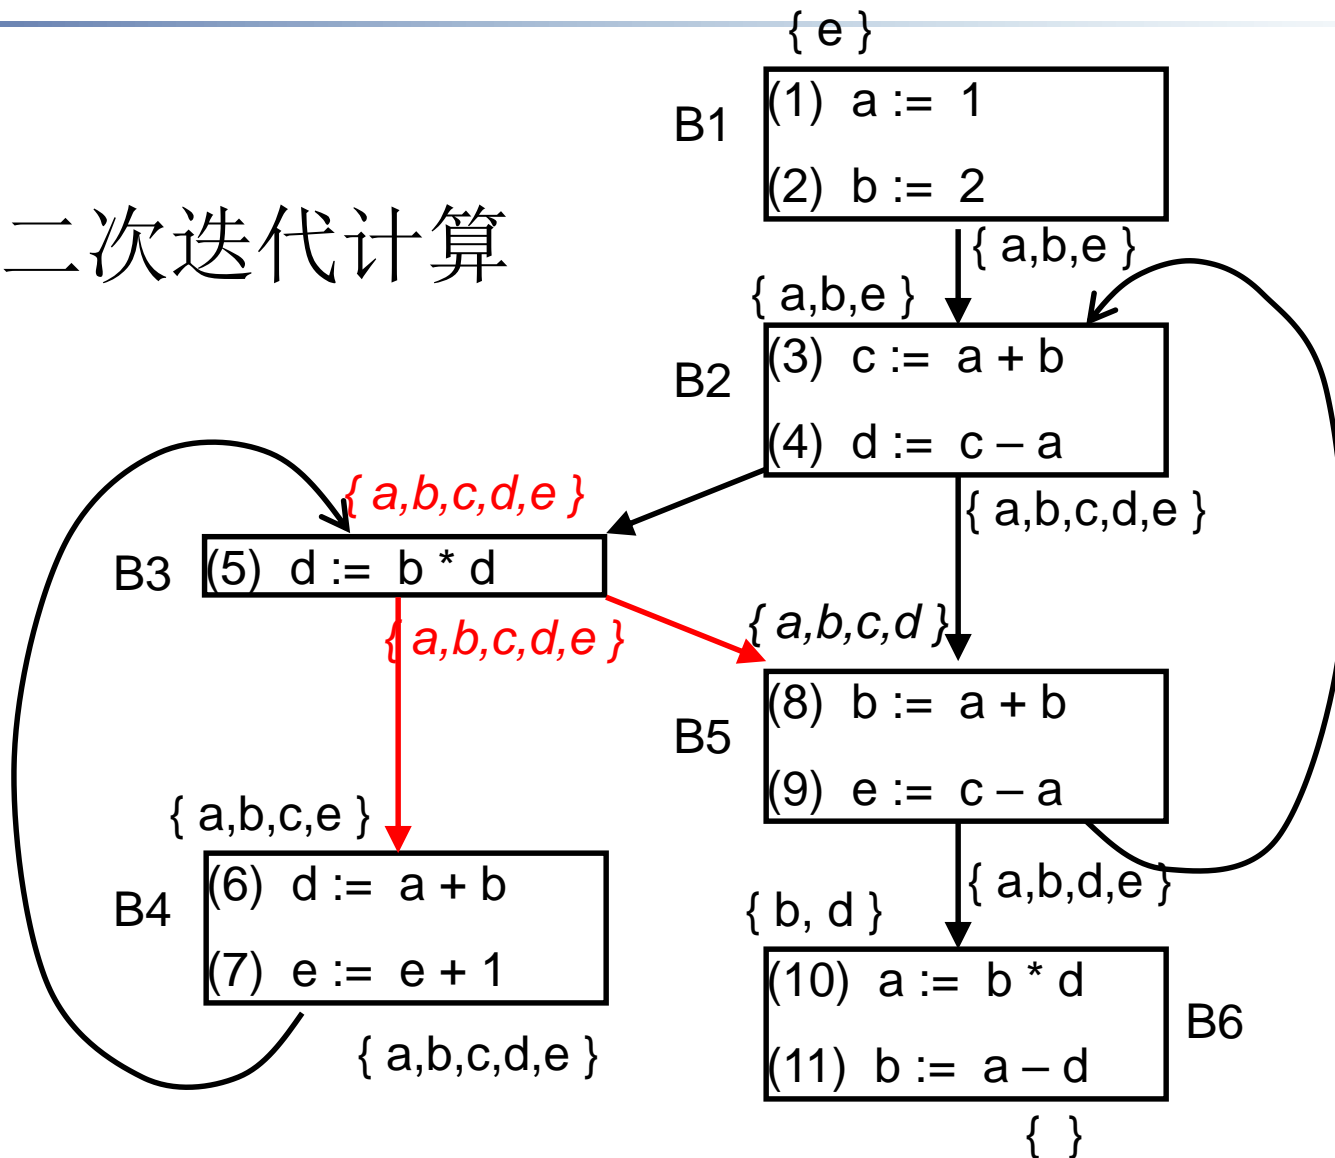 { e }
B1
(1) a := 1
(2) b := 2
二次迭代计算
{ a,b,e }
{ a,b,e }
B2
(3) c := a + b
(4) d := c – a
{ a,b,c,d,e }
{ a,b,c,d,e }
B3
(5) d := b * d
{ a,b,c,d,e }
{ a,b,c,d }
B5
(8) b := a + b
(9) e := c – a
{ a,b,c,e }
B4
(6) d := a + b
(7) e := e + 1
{ a,b,c,d,e }
{ a,b,d,e }
{ b, d }
(10) a := b * d
(11) b := a – d
B6
{ }